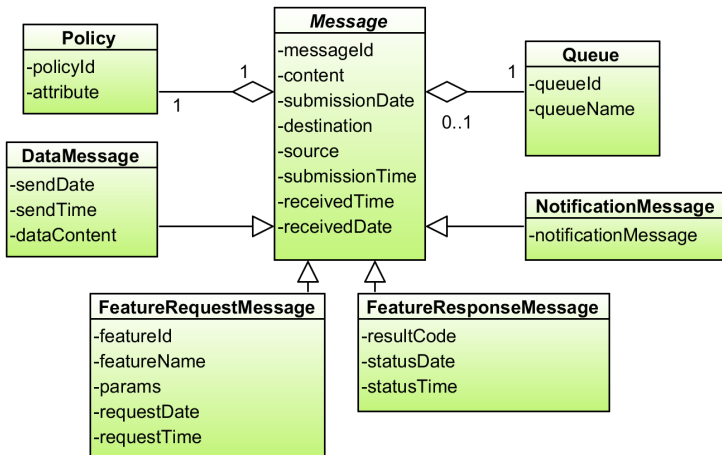 Policy
-policyId
-attribute
1
1
Message
-messageId
-content
-submissionDate
-destination
-source
-submissionTime
-receivedTime
-receivedDate
1
0..1
Queue
-queueId
-queueName
DataMessage
-sendDate
-sendTime
-dataContent
NotificationMessage
-notificationMessage
FeatureRequestMessage
-featureId
-featureName
-params
-requestDate
-requestTime
FeatureResponseMessage
-resultCode
-statusDate
-statusTime